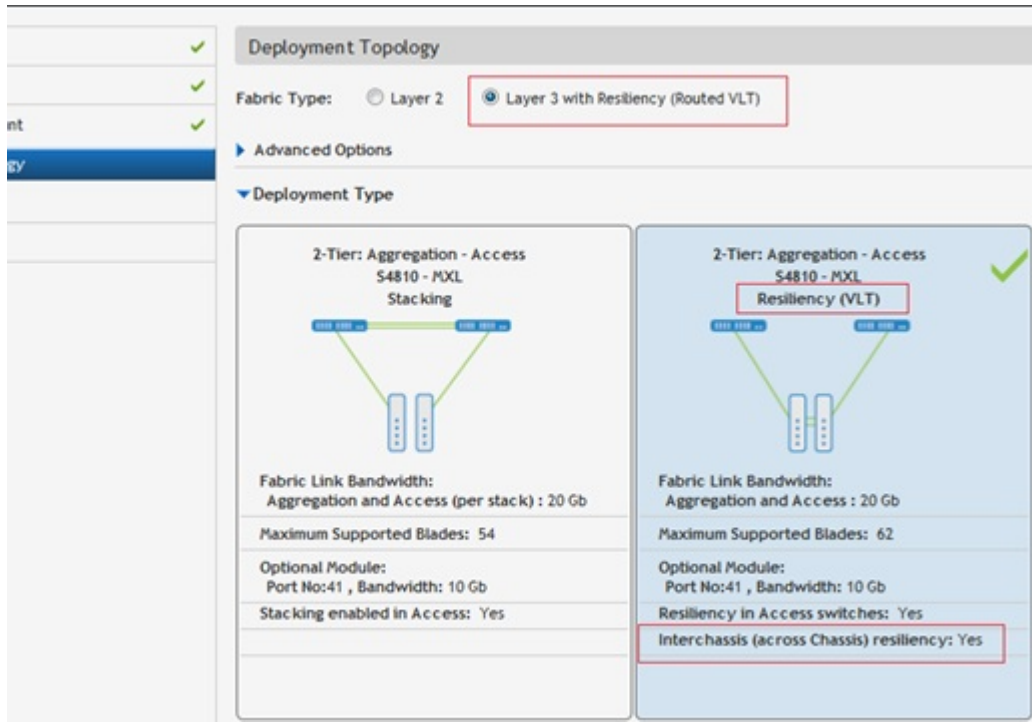 Deployment Topology
Fabric Type: Layer 2 Layer 3 with Resiliency (Routed VLT)
nt
Advanced Options
gy
Deployment Type
2-Tier: Aggregation - Access
S4810 - MXL
Stacking
Fabric Link Bandwidth:
Aggregation and Access (per stack) : 20 Gb
Maximum Supported Blades: 54
Optional Module:
Port No:41 , Bandwidth: 10 Gb
Stacking enabled in Access: Yes
2-Tier: Aggregation - Access
S4810 - MXL
Resiliency (VLT)
Fabric Link Bandwidth:
Aggregation and Access : 20 Gb
Maximum Supported Blades: 62
Optional Module:
Port No:41 , Bandwidth: 10 Gb
Resiliency in Access switches: Yes
Interchassis (across Chassis) resiliency: Yes